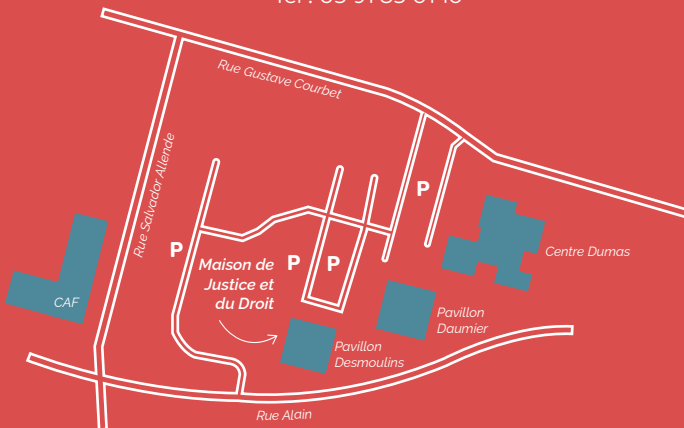 Rue Gustave Courbet
Rue Salvador Allende
P
P
Maison de
Justice et
du Droit
P
P
Centre Dumas
CAF
Pavillon
Daumier
Pavillon
Desmoulins
Rue Alain